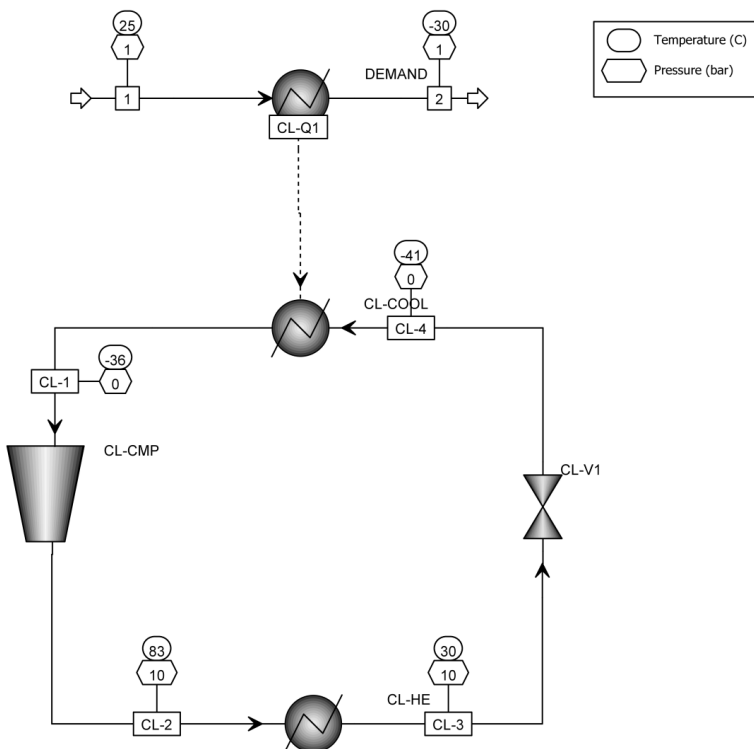 25
1
-30
1
Temperature (C)
Pressure (bar)
DEMAND
1
2
CL-Q1
-41
0
CL-COOL
CL-4
-36
0
CL-1
CL-CMP
CL-V1
83
10
30
10
CL-HE
CL-2
CL-3